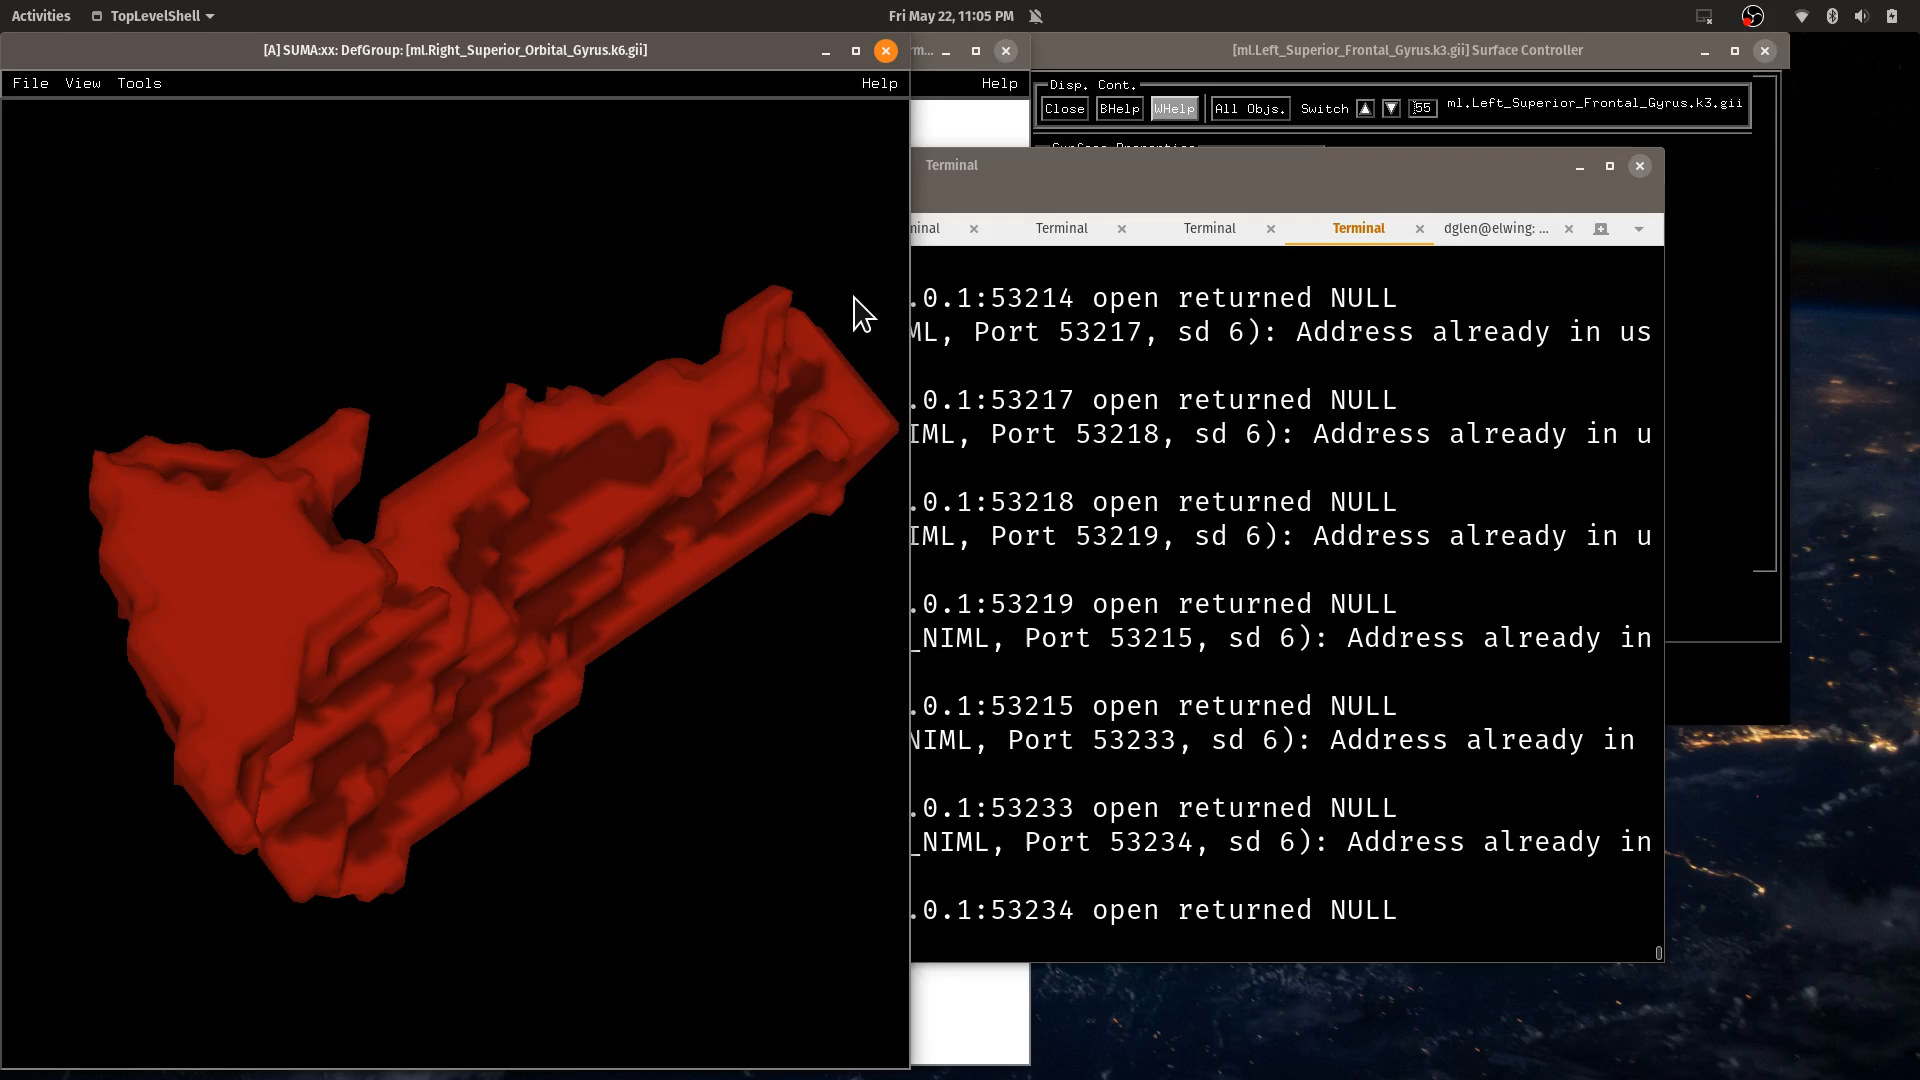 Activities
TopLevelShell
Fri May 22, 11:05 PM
[A] SUMA:xx: DefGroup: [ml.Right_Superior_Orbital_Gyrus.k6.gii]
File View Tools Help
m...
Help
[ml.Left_Superior_Frontal_Gyrus.k3.gii] Surface Controller
Disp. Cont.
Close BHelp WHelp All Objs. Switch 55 ml.Left_Superior_Frontal_Gyrus.k3.gii
Surface Properties
Terminal
minal Terminal Terminal Terminal dglen@elwing: ...
.0.1:53214 open returned NULL
ML, Port 53217, sd 6): Address already in us
.0.1:53217 open returned NULL
IML, Port 53218, sd 6): Address already in u
.0.1:53218 open returned NULL
IML, Port 53219, sd 6): Address already in u
.0.1:53219 open returned NULL
_NIML, Port 53215, sd 6): Address already in
.0.1:53215 open returned NULL
NIML, Port 53233, sd 6): Address already in
.0.1:53233 open returned NULL
_NIML, Port 53234, sd 6): Address already in
.0.1:53234 open returned NULL